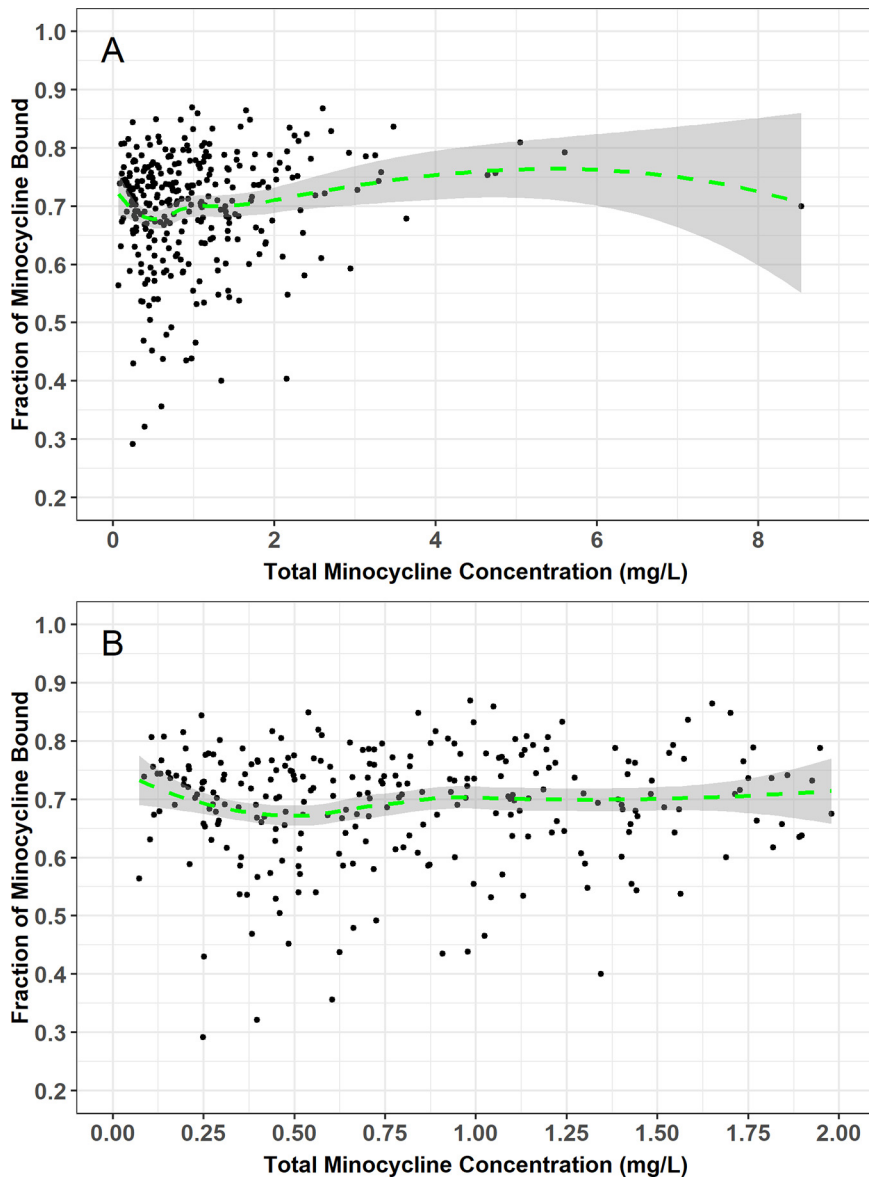 A
1.0
0.9
0.8
0.7
0.6
0.5
0.4
0.3
0.2
Fraction of Minocycline Bound
0 2 4 6 8
Total Minocycline Concentration (mg/L)
B
1.0
0.9
0.8
0.7
0.6
0.5
0.4
0.3
0.2
Fraction of Minocycline Bound
0.00 0.25 0.50 0.75 1.00 1.25 1.50 1.75 2.00
Total Minocycline Concentration (mg/L)